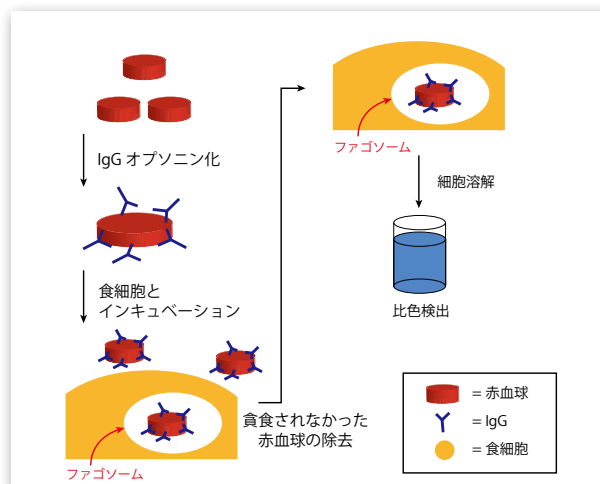 IgG オプソニン化
食細胞と
インキュベーション
ファゴソーム
貪食されなかった
赤血球の除去
ファゴソーム
細胞溶解
比色検出
= 赤血球
= IgG
= 食細胞